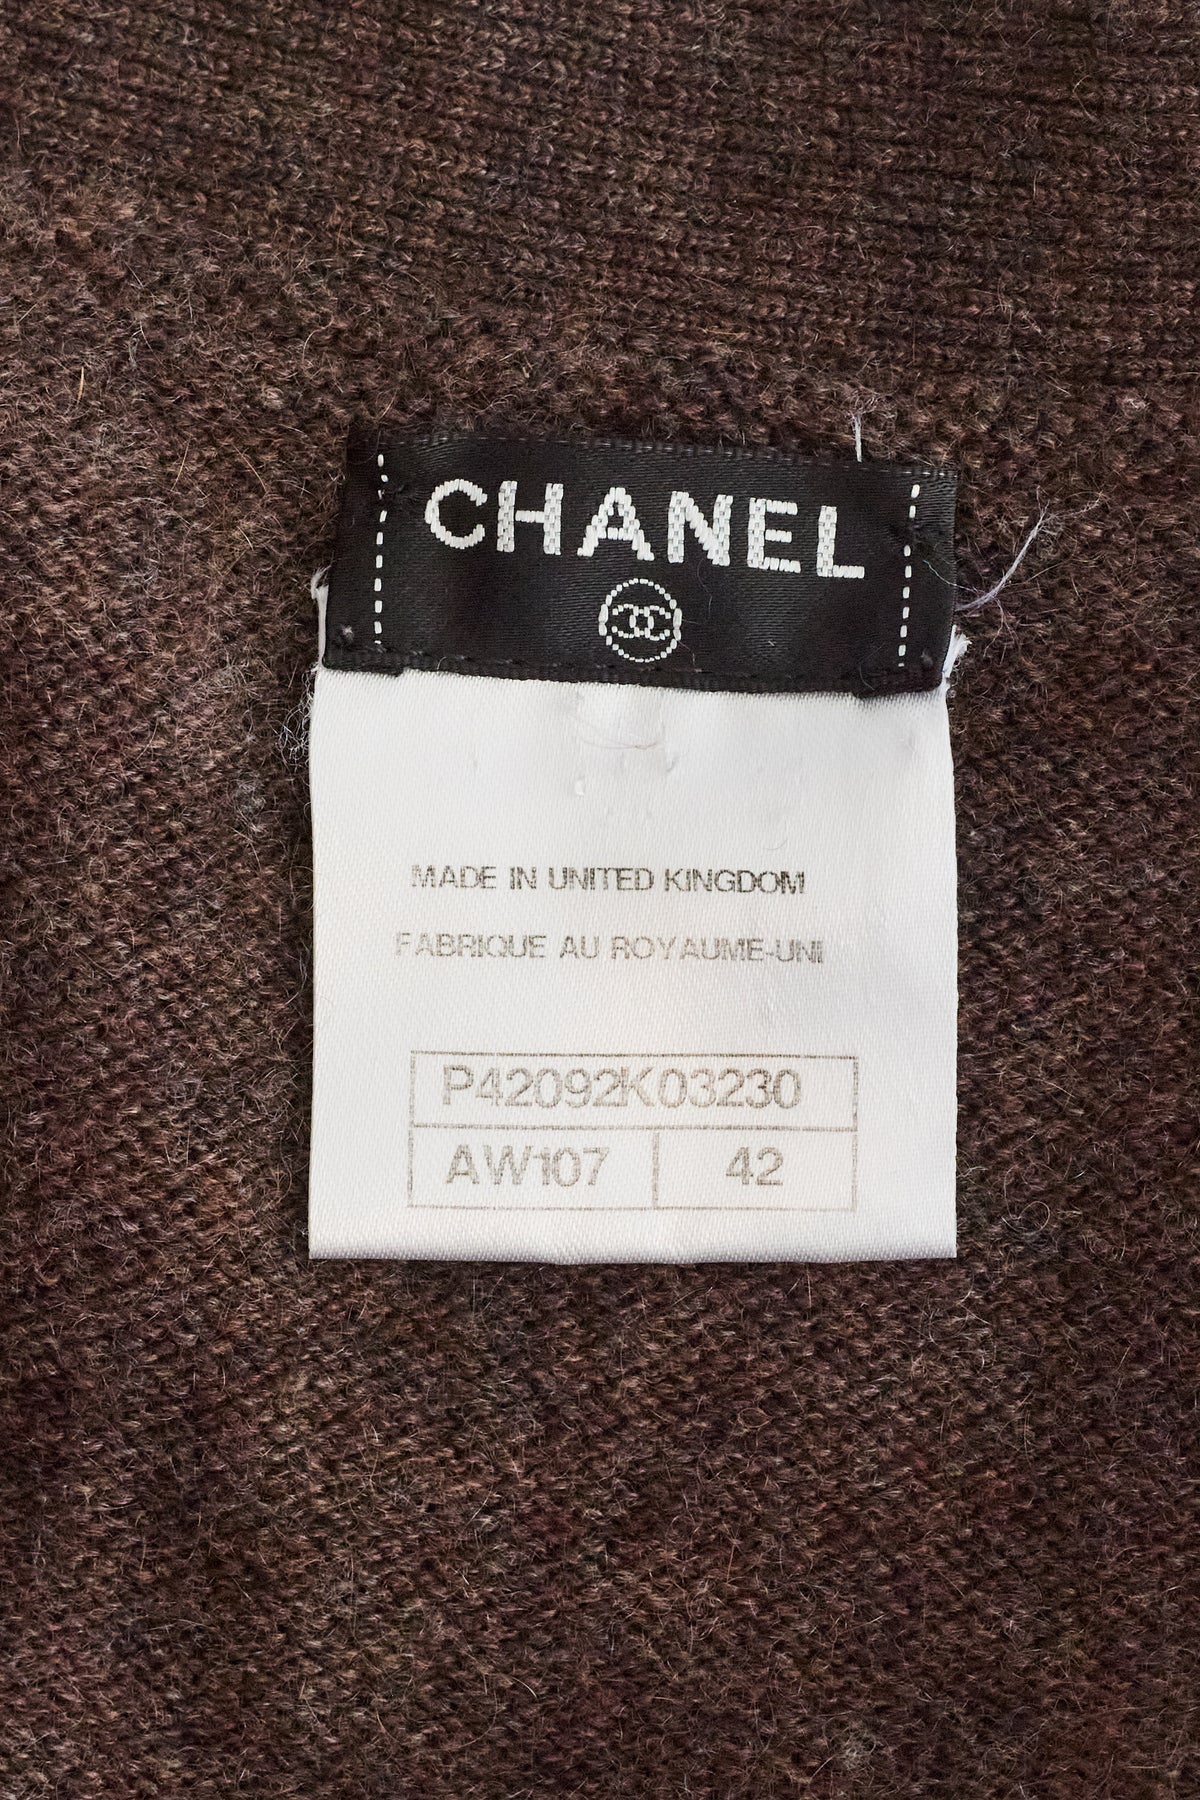 CHANEL
MADE IN UNITED KINGDOM
FABRIQUE AU ROYAUME-UNI
P42092K03230
AW107 42